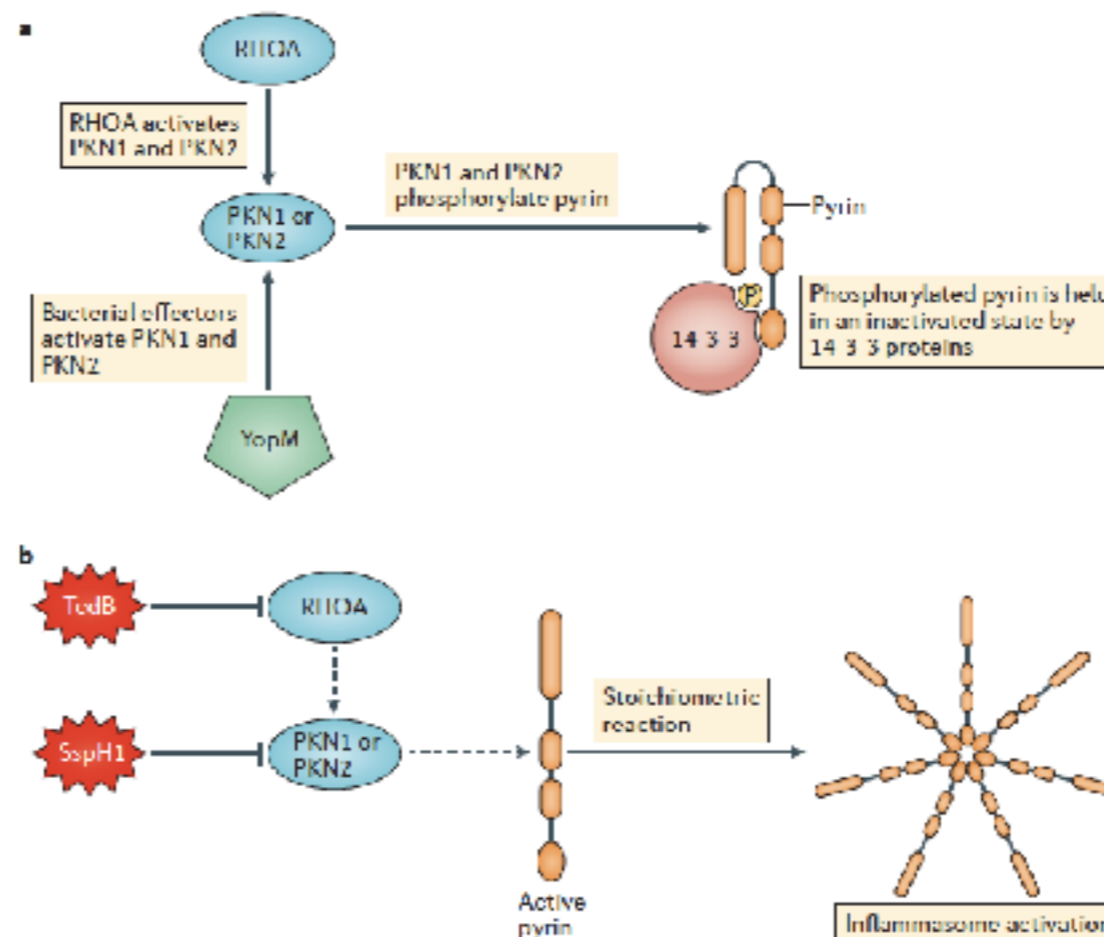 a
RHOA
RHOA activates
PKN1 and PKN2
PKN1 or
PKN2
PKN1 and PKN2
phosphorylate pyrin
Pyrin
P
14-3-3
Phosphorylated pyrin is held
in an inactivated state by
14-3-3 proteins
Bacterial effectors
activate PKN1 and
PKN2
YopM
b
TcdB
RHOA
SspH1
PKN1 or
PKN2
Stoichiometric
reaction
Active
pyrin
Inflammasome activation